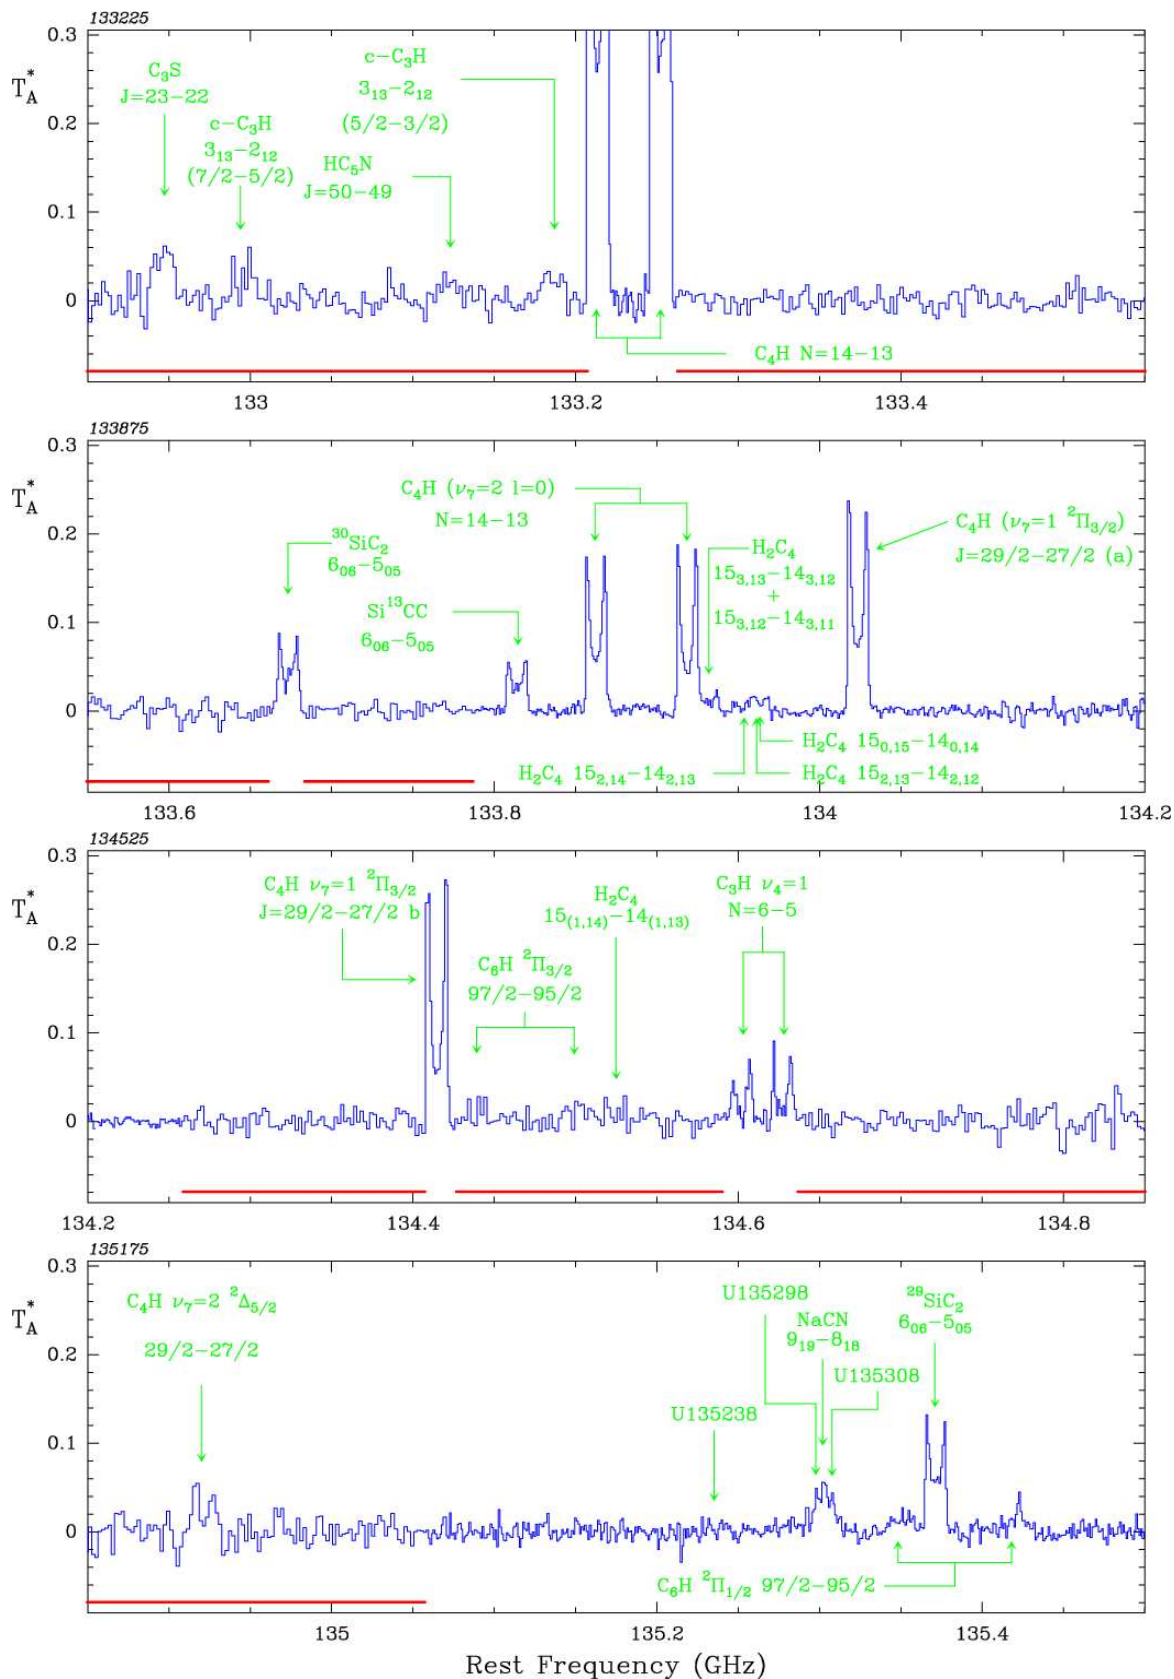 133225
0.3
T*A
0.2
0.1
0
C3S
J=23−22
c−C3H
3₁₃−2₁₂
(7/2−5/2)
c−C3H
3₁₃−2₁₂
(5/2−3/2)
HC₅N
J=50−49
C₄H N=14−13
133
133.2
133.4
133875
0.3
T*A
0.2
0.1
0
C₄H (ν₇=2 l=0)
N=14−13
³⁰SiC₂
6₀₆−5₀₅
Si¹³CC
6₀₆−5₀₅
H₂C₄
15₃,₁₃−14₃,₁₂
+
15₃,₁₂−14₃,₁₁
C₄H (ν₇=1 ²Π₃/₂)
J=29/2−27/2 (a)
H₂C₄ 15₀,₁₅−14₀,₁₄
H₂C₄ 15₂,₁₄−14₂,₁₃
H₂C₄ 15₂,₁₃−14₂,₁₂
133.6
133.8
134
134.2
134525
0.3
T*A
0.2
0.1
0
C₄H ν₇=1 ²Π₃/₂
J=29/2−27/2 b
C₆H ²Π₃/₂
97/2−95/2
H₂C₄
15₍₁,₁₄₎−14₍₁,₁₃₎
C₃H ν₄=1
N=6−5
134.2
134.4
134.6
134.8
135175
0.3
T*A
0.2
0.1
0
C₄H ν₇=2 ²Δ₅/₂
29/2−27/2
U135238
U135298
NaCN
9₁₉−8₁₈
U135308
²⁹SiC₂
6₀₆−5₀₅
C₆H ²Π₁/₂ 97/2−95/2
135
135.2
135.4
Rest Frequency (GHz)